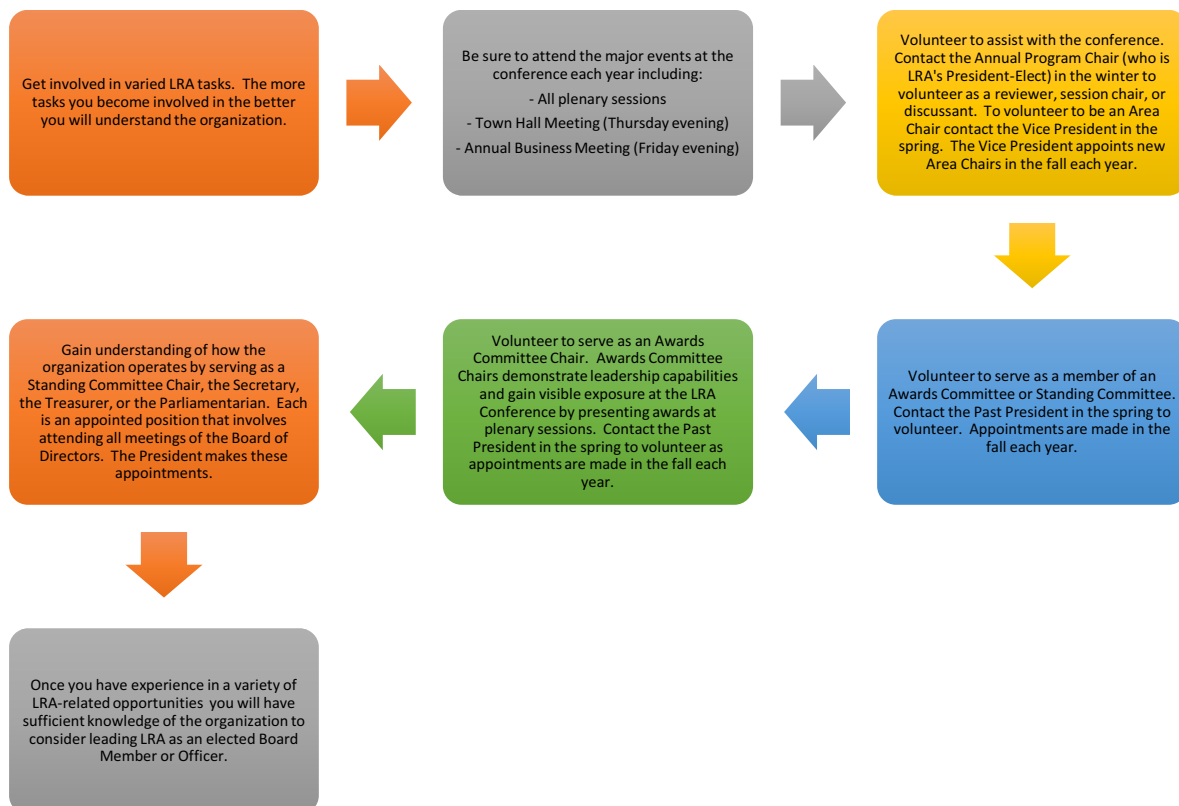 Get involved in varied LRA tasks.  The more
tasks you become involved in the better
you will understand the organization.
Be sure to attend the major events at the
conference each year including:
- All plenary sessions
- Town Hall Meeting (Thursday evening)
- Annual Business Meeting (Friday evening)
Volunteer to assist with the conference.
Contact the Annual Program Chair (who is
LRA's President-Elect) in the winter to
volunteer as a reviewer, session chair, or
discussant.  To volunteer to be an Area
Chair contact the Vice President in the
spring.  The Vice President appoints new
Area Chairs in the fall each year.
Volunteer to serve as a member of an
Awards Committee or Standing Committee.
Contact the Past President in the spring to
volunteer.  Appointments are made in the
fall each year.
Volunteer to serve as an Awards
Committee Chair.  Awards Committee
Chairs demonstrate leadership capabilities
and gain visible exposure at the LRA
Conference by presenting awards at
plenary sessions.  Contact the Past
President in the spring to volunteer as
appointments are made in the fall each
year.
Gain understanding of how the
organization operates by serving as a
Standing Committee Chair, the Secretary,
the Treasurer, or the Parliamentarian.  Each
is an appointed position that involves
attending all meetings of the Board of
Directors.  The President makes these
appointments.
Once you have experience in a variety of
LRA-related opportunities  you will have
sufficient knowledge of the organization to
consider leading LRA as an elected Board
Member or Officer.